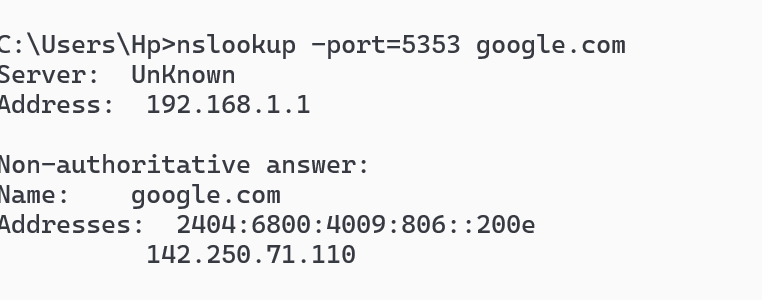 C:\Users\Hp>nslookup -port=5353 google.com
Server:  UnKnown
Address:  192.168.1.1
Non-authoritative answer:
Name:    google.com
Addresses:  2404:6800:4009:806::200e
142.250.71.110